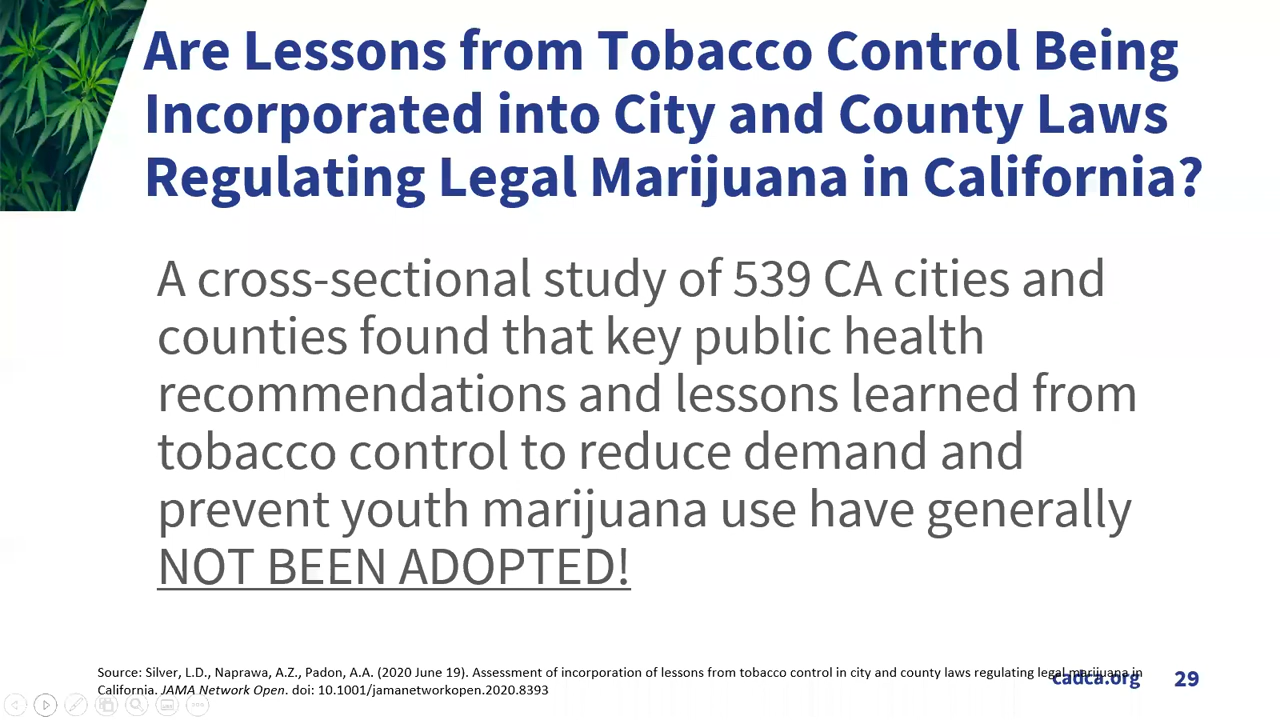 Are Lessons from Tobacco Control Being
Incorporated into City and County Laws
Regulating Legal Marijuana in California?
A cross-sectional study of 539 CA cities and
counties found that key public health
recommendations and lessons learned from
tobacco control to reduce demand and
prevent youth marijuana use have generally
NOT BEEN ADOPTED!
Source: Silver, L.D., Naprawa, A.Z., Padon, A.A. (2020 June 19). Assessment of incorporation of lessons from tobacco control in city and county laws regulating legal marijuana in
California. JAMA Network Open. doi: 10.1001/jamanetworkopen.2020.8393
cadca.org
29